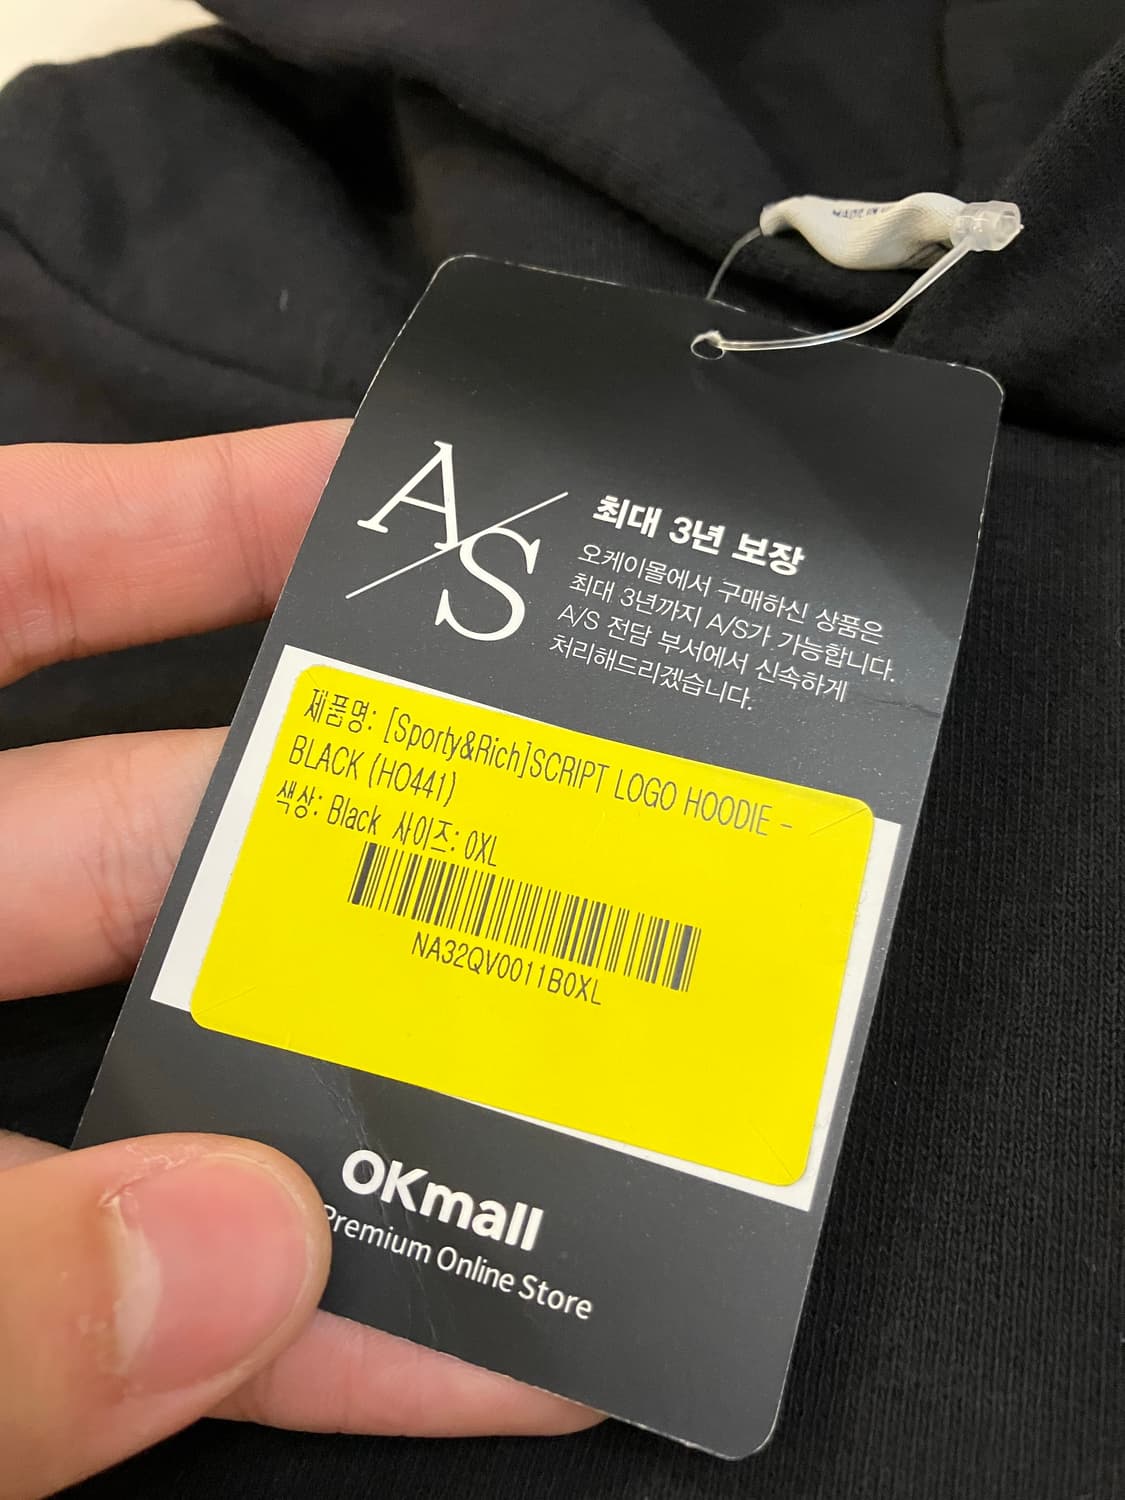 A/S
최대 3년 보장
오케이몰에서 구매하신 상품은
최대 3년까지 A/S가 가능합니다.
A/S 전담 부서에서 신속하게
처리해드리겠습니다.
제품명: [Sporty&Rich]SCRIPT LOGO HOODIE -
BLACK (HO441)
색상: Black 사이즈: 0XL
NA32QV0011B0XL
OKmall
Premium Online Store